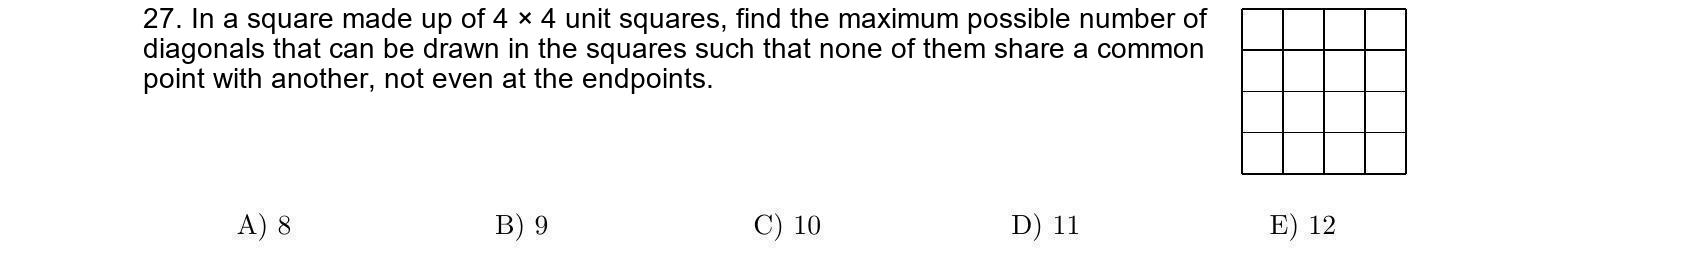 27. In a square made up of 4 × 4 unit squares, find the maximum possible number of
diagonals that can be drawn in the squares such that none of them share a common
point with another, not even at the endpoints.
A) 8 B) 9 C) 10 D) 11 E) 12